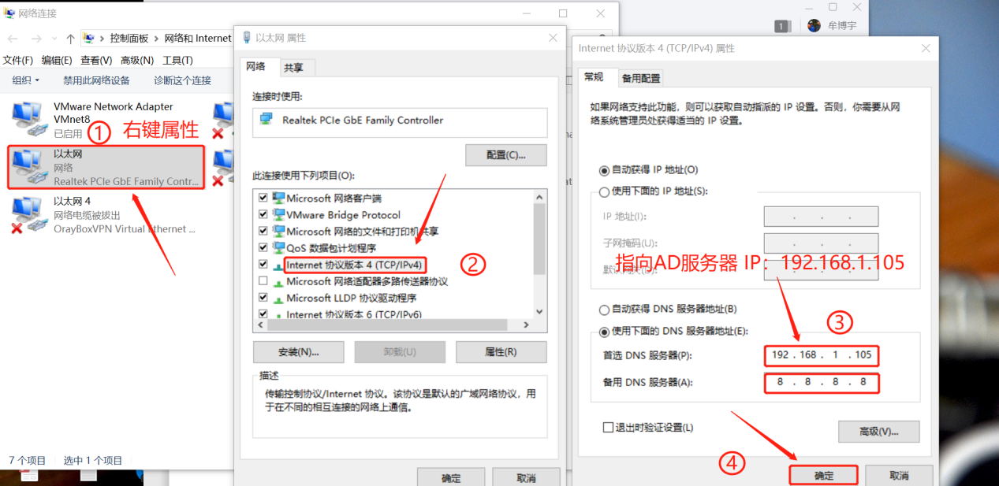 网络连接
控制面板 › 网络和 Internet
文件(F) 编辑(E) 查看(V) 高级(N) 工具(T)
组织 禁用此网络设备 诊断这个连接
VMware Network Adapter
VMnet8
已启用
① 右键属性
以太网
网络
Realtek PCIe GbE Family Contr...
以太网 4
网络电缆被拔出
OrayBoxVPN Virtual Ethernet ...
7 个项目 选中 1 个项目
以太网 属性
网络 共享
连接时使用:
Realtek PCIe GbE Family Controller
配置(C)...
此连接使用下列项目(O):
Microsoft 网络客户端
VMware Bridge Protocol
Microsoft 网络的文件和打印机共享
QoS 数据包计划程序
Internet 协议版本 4 (TCP/IPv4)
Microsoft 网络适配器多路传送器协议
Microsoft LLDP 协议驱动程序
Internet 协议版本 6 (TCP/IPv6)
②
安装(N)... 卸载(U) 属性(R)
描述
传输控制协议/Internet 协议。该协议是默认的广域网络协议，用
于在不同的相互连接的网络上通信。
确定 取消
1 牟博宇
Internet 协议版本 4 (TCP/IPv4) 属性
常规 备用配置
如果网络支持此功能，则可以获取自动指派的 IP 设置。否则，你需要从网
络系统管理员处获得适当的 IP 设置。
自动获得 IP 地址(O)
使用下面的 IP 地址(S):
IP 地址(I):
子网掩码(U):
默认网关(D):
指向AD服务器 IP：192.168.1.105
自动获得 DNS 服务器地址(B)
使用下面的 DNS 服务器地址(E):
③
首选 DNS 服务器(P): 192 . 168 . 1 . 105
备用 DNS 服务器(A): 8 . 8 . 8 . 8
退出时验证设置(L)
高级(V)...
④
确定 取消